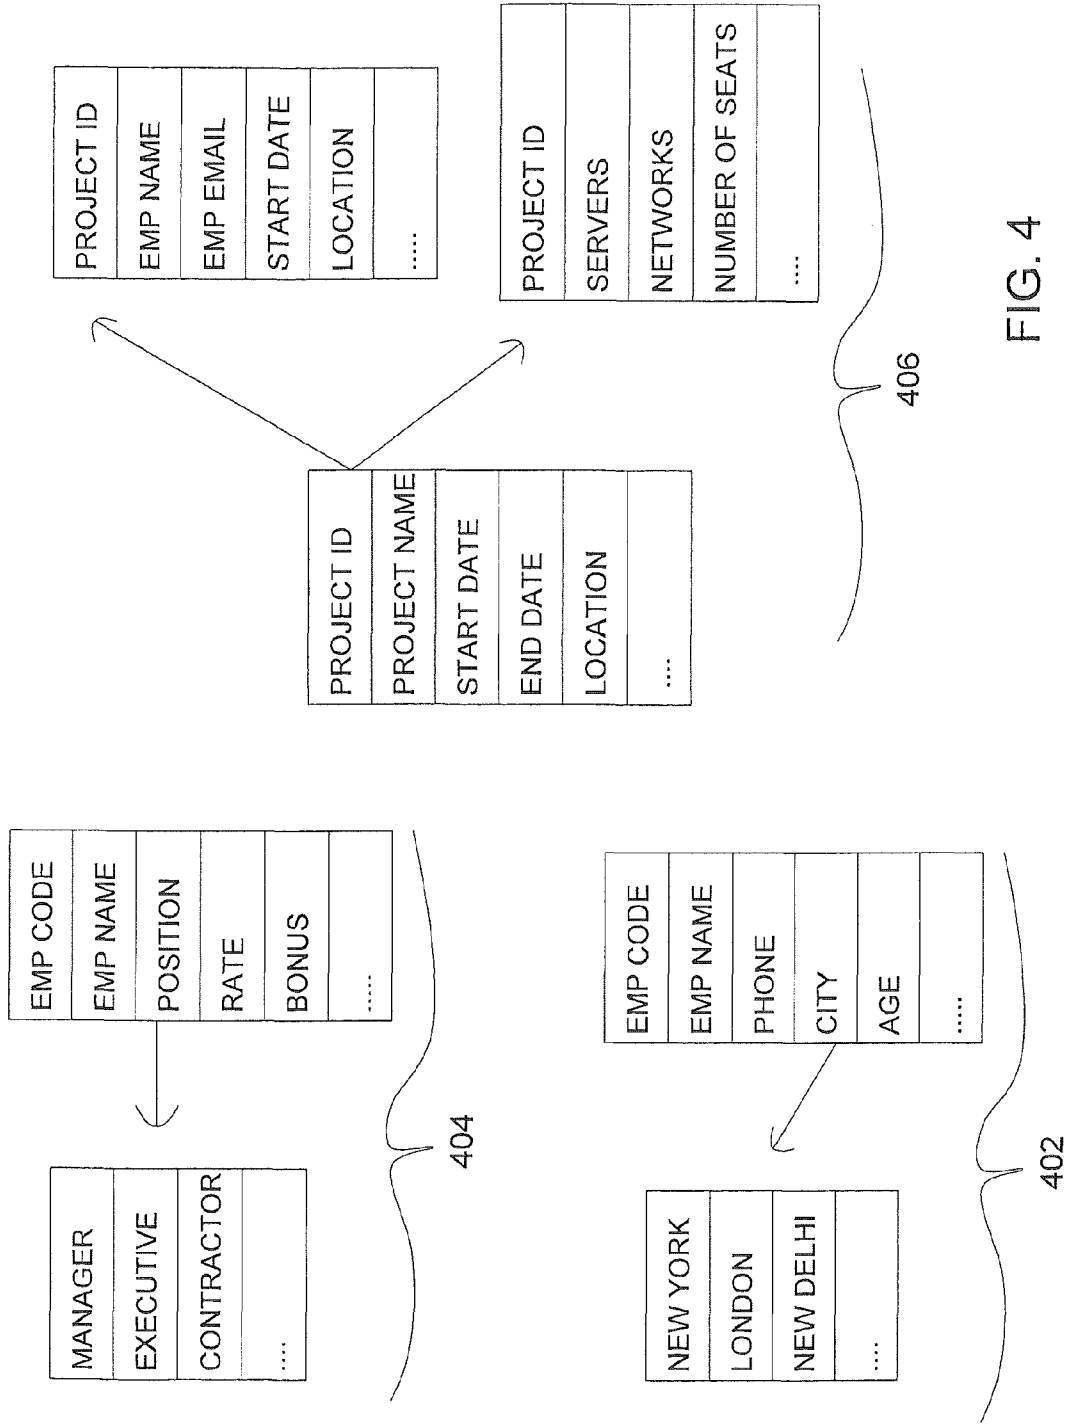 MANAGER
EXECUTIVE
CONTRACTOR
....
EMP CODE
EMP NAME
POSITION
RATE
BONUS
.....
404
NEW YORK
LONDON
NEW DELHI
....
EMP CODE
EMP NAME
PHONE
CITY
AGE
.....
402
PROJECT ID
PROJECT NAME
START DATE
END DATE
LOCATION
....
PROJECT ID
EMP NAME
EMP EMAIL
START DATE
LOCATION
....
PROJECT ID
SERVERS
NETWORKS
NUMBER OF SEATS
....
406
FIG. 4